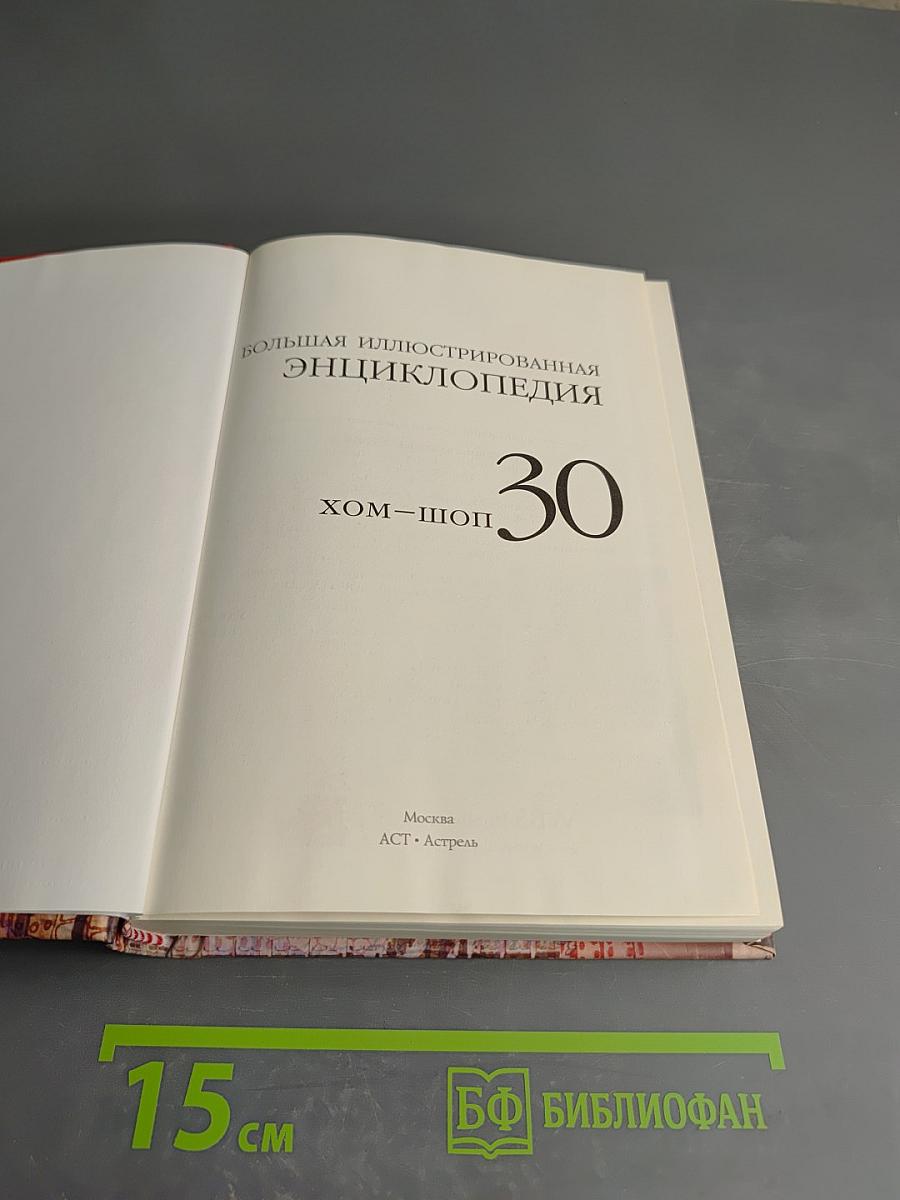 БОЛЬШАЯ ИЛЛЮСТРИРОВАННАЯ
ЭНЦИКЛОПЕДИЯ
ХОМ–ШОП 30
Москва
АСТ • Астрель
15 см
БФ БИБЛИОФАН